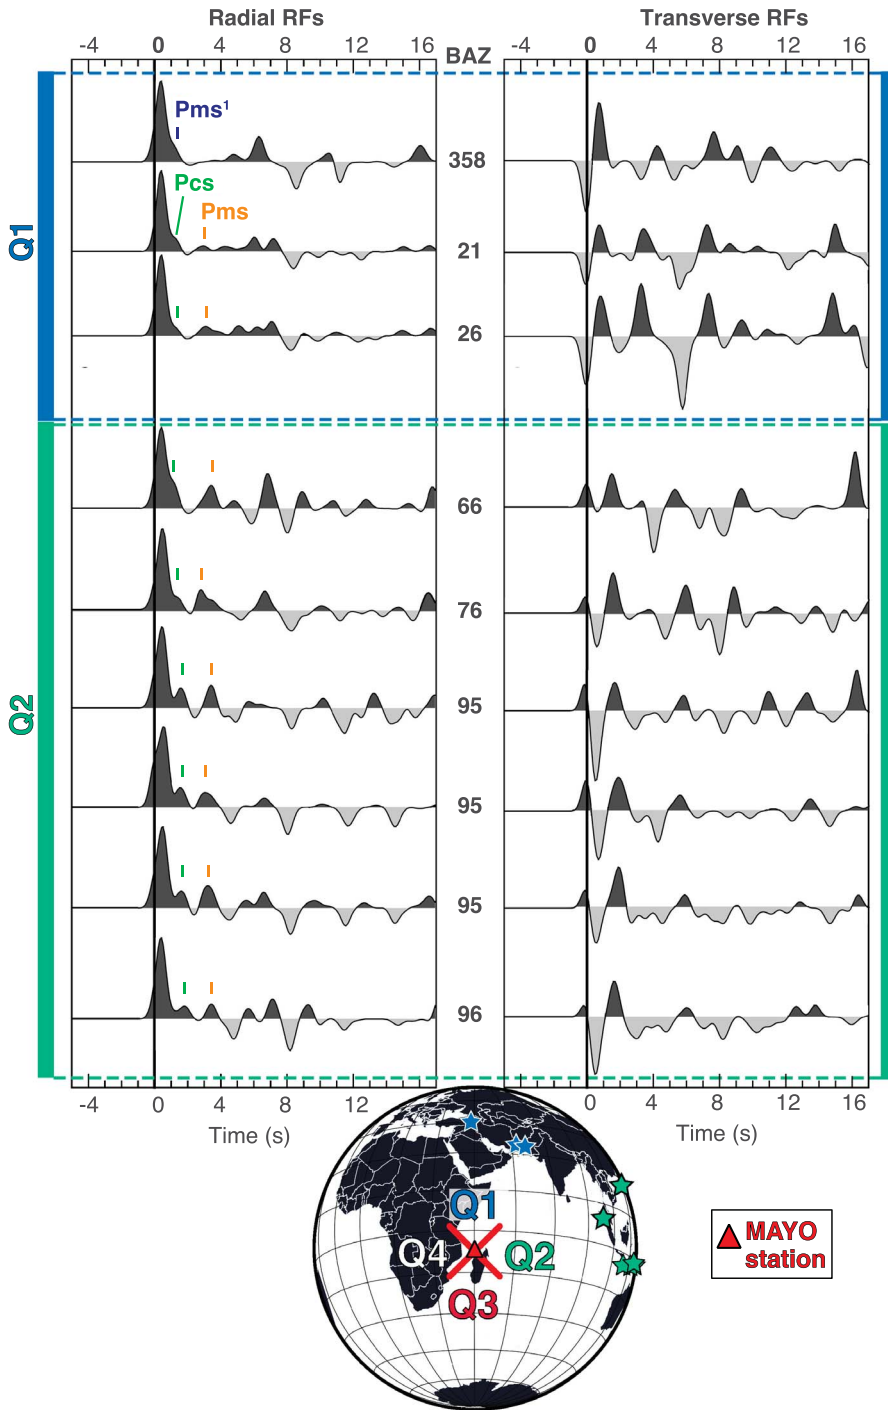 Radial RFs Transverse RFs
-4 0 4 8 12 16 BAZ -4 0 4 8 12 16
Pms¹
358
Pcs
Pms
Q1
21
26
66
76
Q2
95
95
95
96
-4 0 4 8 12 -4 0 4 8 12 16
Time (s) Time (s)
Q1
Q4 Q2
Q3
MAYO
station